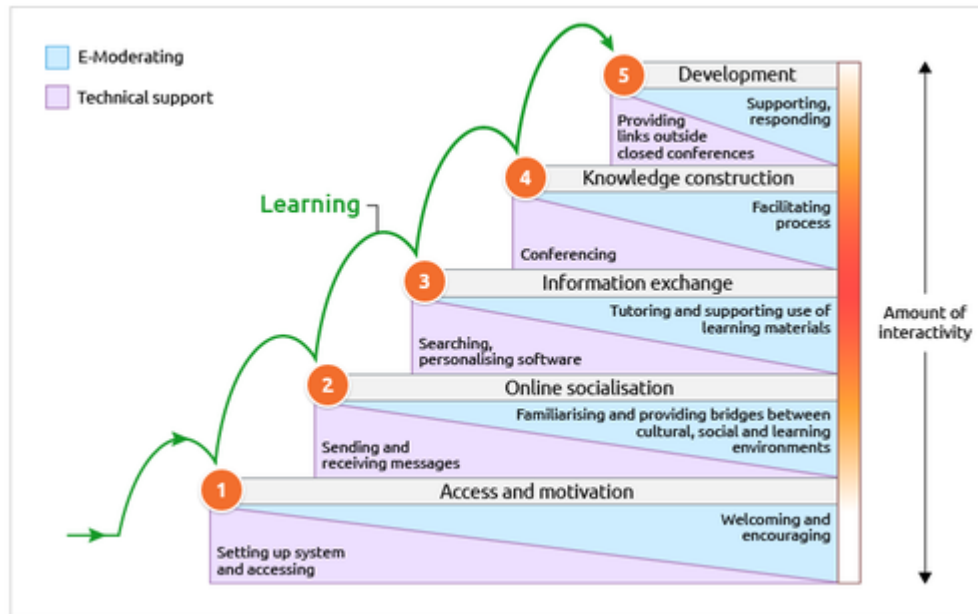 E-Moderating
Technical support
5
Development
Supporting,
responding
Providing
links outside
closed conferences
4
Knowledge construction
Facilitating
process
Conferencing
Learning
3
Information exchange
Tutoring and supporting use of
learning materials
Searching,
personalising software
Amount of
interactivity
2
Online socialisation
Familiarising and providing bridges between
cultural, social and learning
environments
Sending and
receiving messages
1
Access and motivation
Welcoming and
encouraging
Setting up system
and accessing